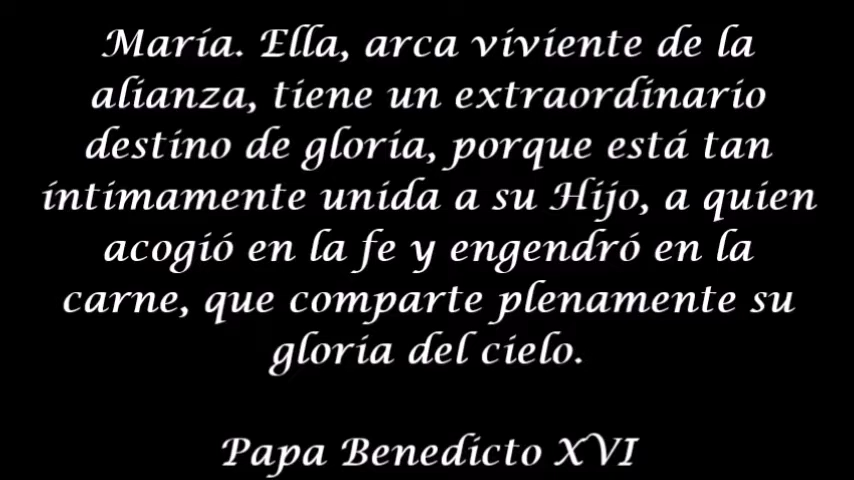 María. Ella, arca viviente de la
alianza, tiene un extraordinario
destino de gloria, porque está tan
íntimamente unida a su Hijo, a quien
acogió en la fe y engendró en la
carne, que comparte plenamente su
gloria del cielo.
Papa Benedicto XVI